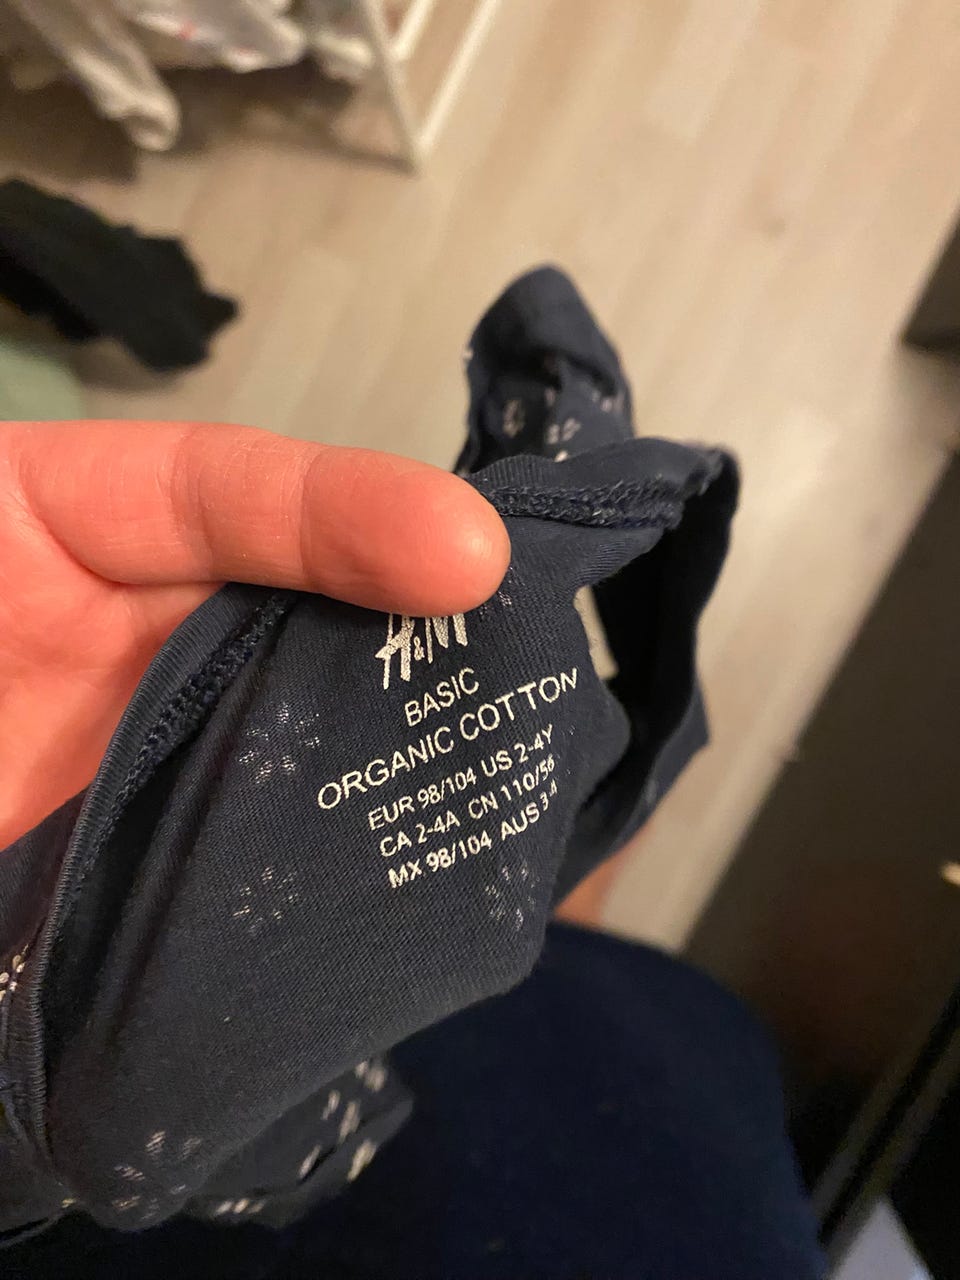 H&M
BASIC
ORGANIC COTTON
EUR 98/104 US 2-4Y
CA 2-4A CN 110/56
MX 98/104 AUS 3-4